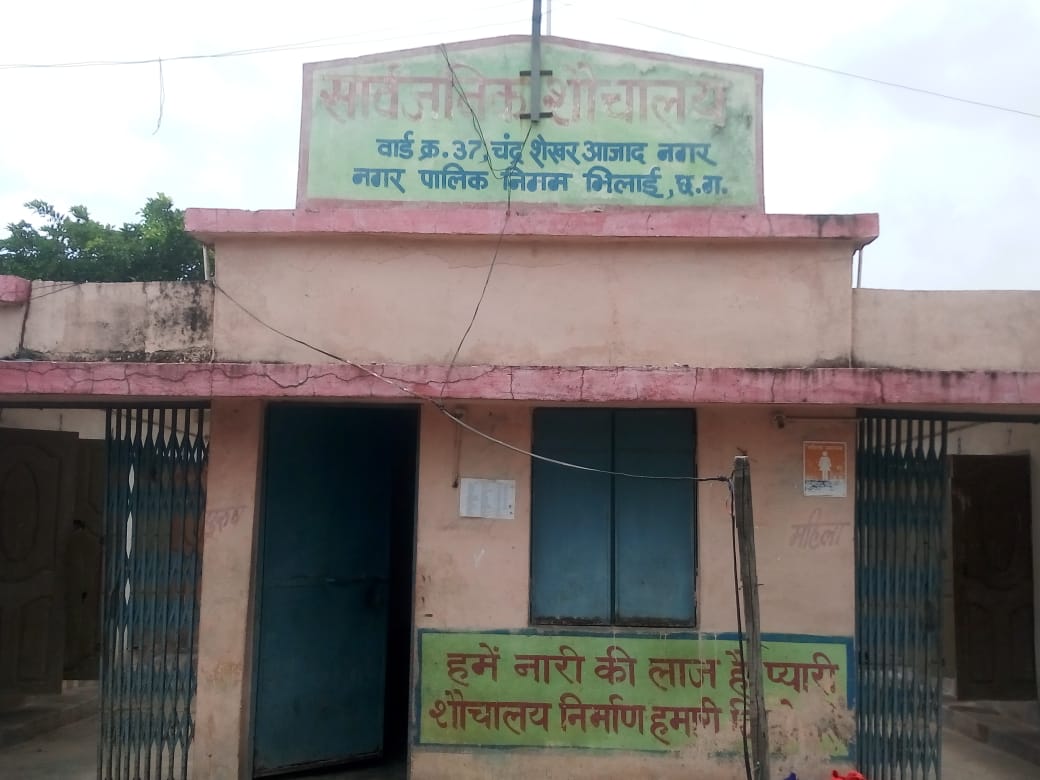 सार्वजनिक शौचालय
वार्ड क्र. 37, चंद्र शेखर आजाद नगर
नगर पालिक निगम भिलाई, छ.ग.
पुरुष
महिला
हमें नारी की लाज है प्यारी
शौचालय निर्माण हमारी